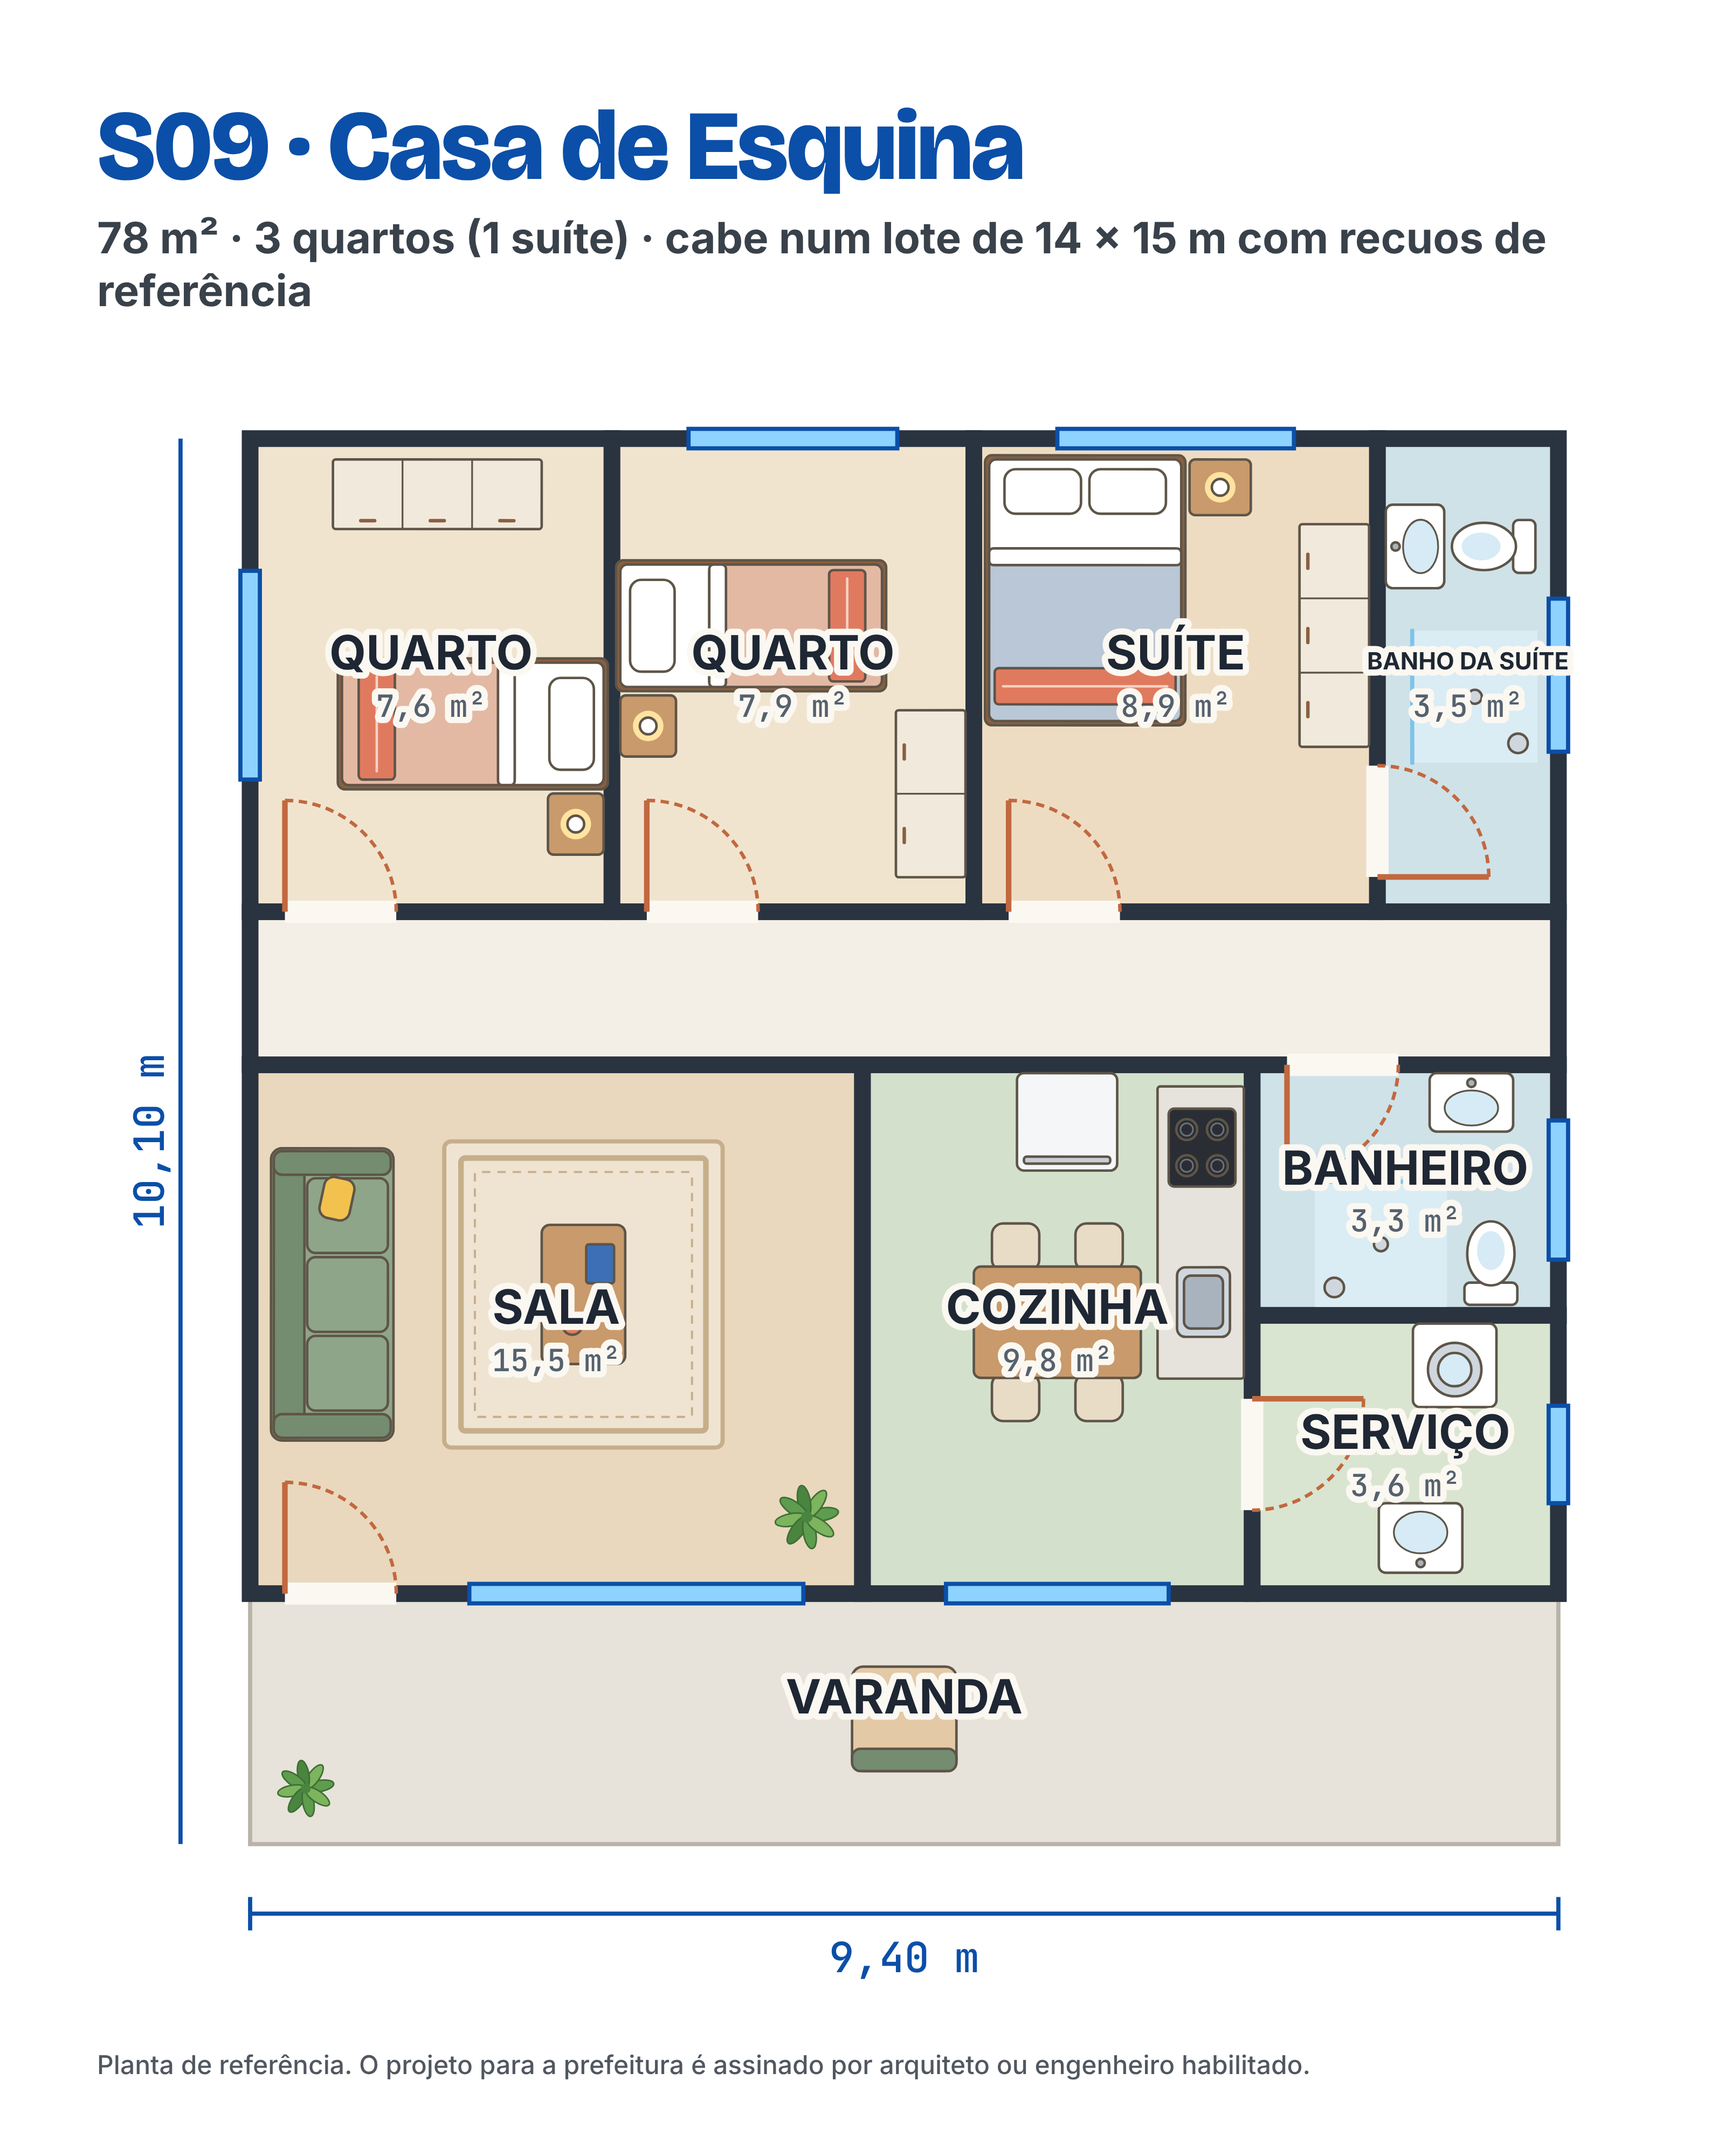 S09 · Casa de Esquina
78 m² · 3 quartos (1 suíte) · cabe num lote de 14 × 15 m com recuos de
referência
QUARTO
7,6 m²
QUARTO
7,9 m²
SUÍTE
8,9 m²
BANHO DA SUÍTE
3,5 m²
10,10 m
BANHEIRO
3,3 m²
SALA
15,5 m²
COZINHA
9,8 m²
SERVIÇO
3,6 m²
VARANDA
9,40 m
Planta de referência. O projeto para a prefeitura é assinado por arquiteto ou engenheiro habilitado.